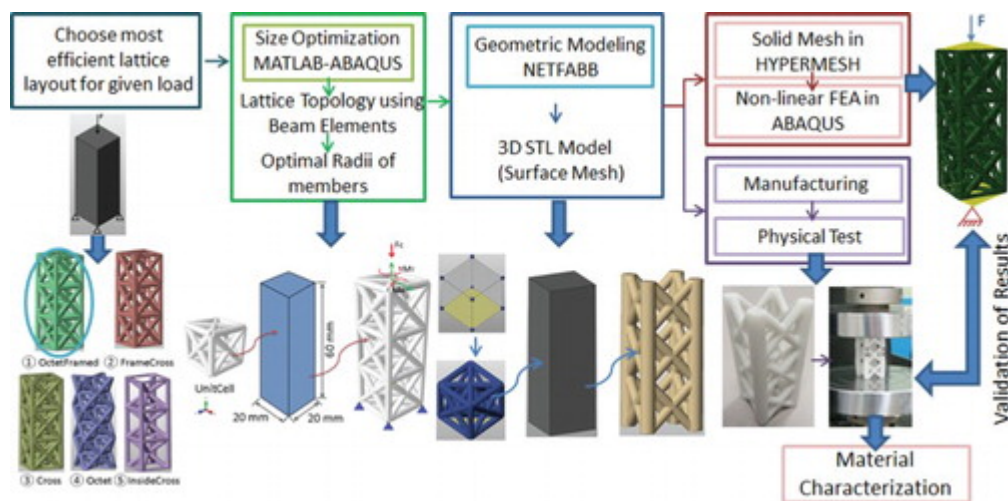 Choose most
efficient lattice
layout for given load
Size Optimization
MATLAB-ABAQUS
Lattice Topology using
Beam Elements
Optimal Radii of
members
Geometric Modeling
NETFABB
3D STL Model
(Surface Mesh)
Solid Mesh in
HYPERMESH
Non-linear FEA in
ABAQUS
Manufacturing
Physical Test
F
Validation of Results
① OctetFramed
② FrameCross
③ Cross
④ Octet
⑤ InsideCross
UnitCell
60 mm
20 mm
20 mm
Material
Characterization